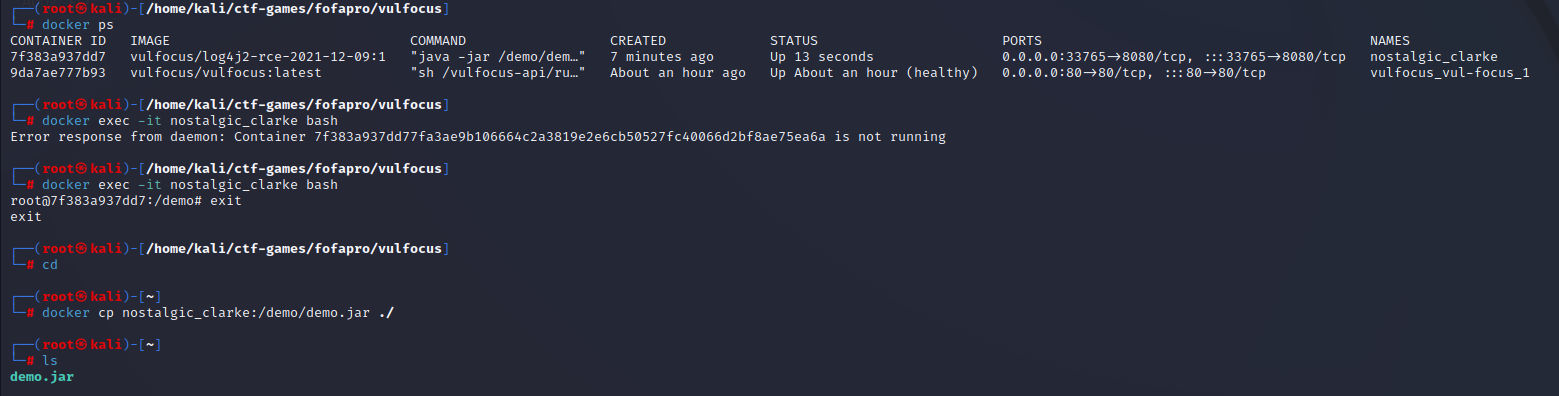 ┌──(root㉿kali)-[/home/kali/ctf-games/fofapro/vulfocus]
└─# docker ps
CONTAINER ID   IMAGE                              COMMAND                  CREATED             STATUS                       PORTS                                         NAMES
7f383a937dd7   vulfocus/log4j2-rce-2021-12-09:1   "java -jar /demo/dem…"   7 minutes ago       Up 13 seconds                0.0.0.0:33765→8080/tcp, :::33765→8080/tcp   nostalgic_clarke
9da7ae777b93   vulfocus/vulfocus:latest           "sh /vulfocus-api/ru…"   About an hour ago   Up About an hour (healthy)   0.0.0.0:80→80/tcp, :::80→80/tcp             vulfocus_vul-focus_1
┌──(root㉿kali)-[/home/kali/ctf-games/fofapro/vulfocus]
└─# docker exec -it nostalgic_clarke bash
Error response from daemon: Container 7f383a937dd77fa3ae9b106664c2a3819e2e6cb50527fc40066d2bf8ae75ea6a is not running
┌──(root㉿kali)-[/home/kali/ctf-games/fofapro/vulfocus]
└─# docker exec -it nostalgic_clarke bash
root@7f383a937dd7:/demo# exit
exit
┌──(root㉿kali)-[/home/kali/ctf-games/fofapro/vulfocus]
└─# cd
┌──(root㉿kali)-[~]
└─# docker cp nostalgic_clarke:/demo/demo.jar ./
┌──(root㉿kali)-[~]
└─# ls
demo.jar